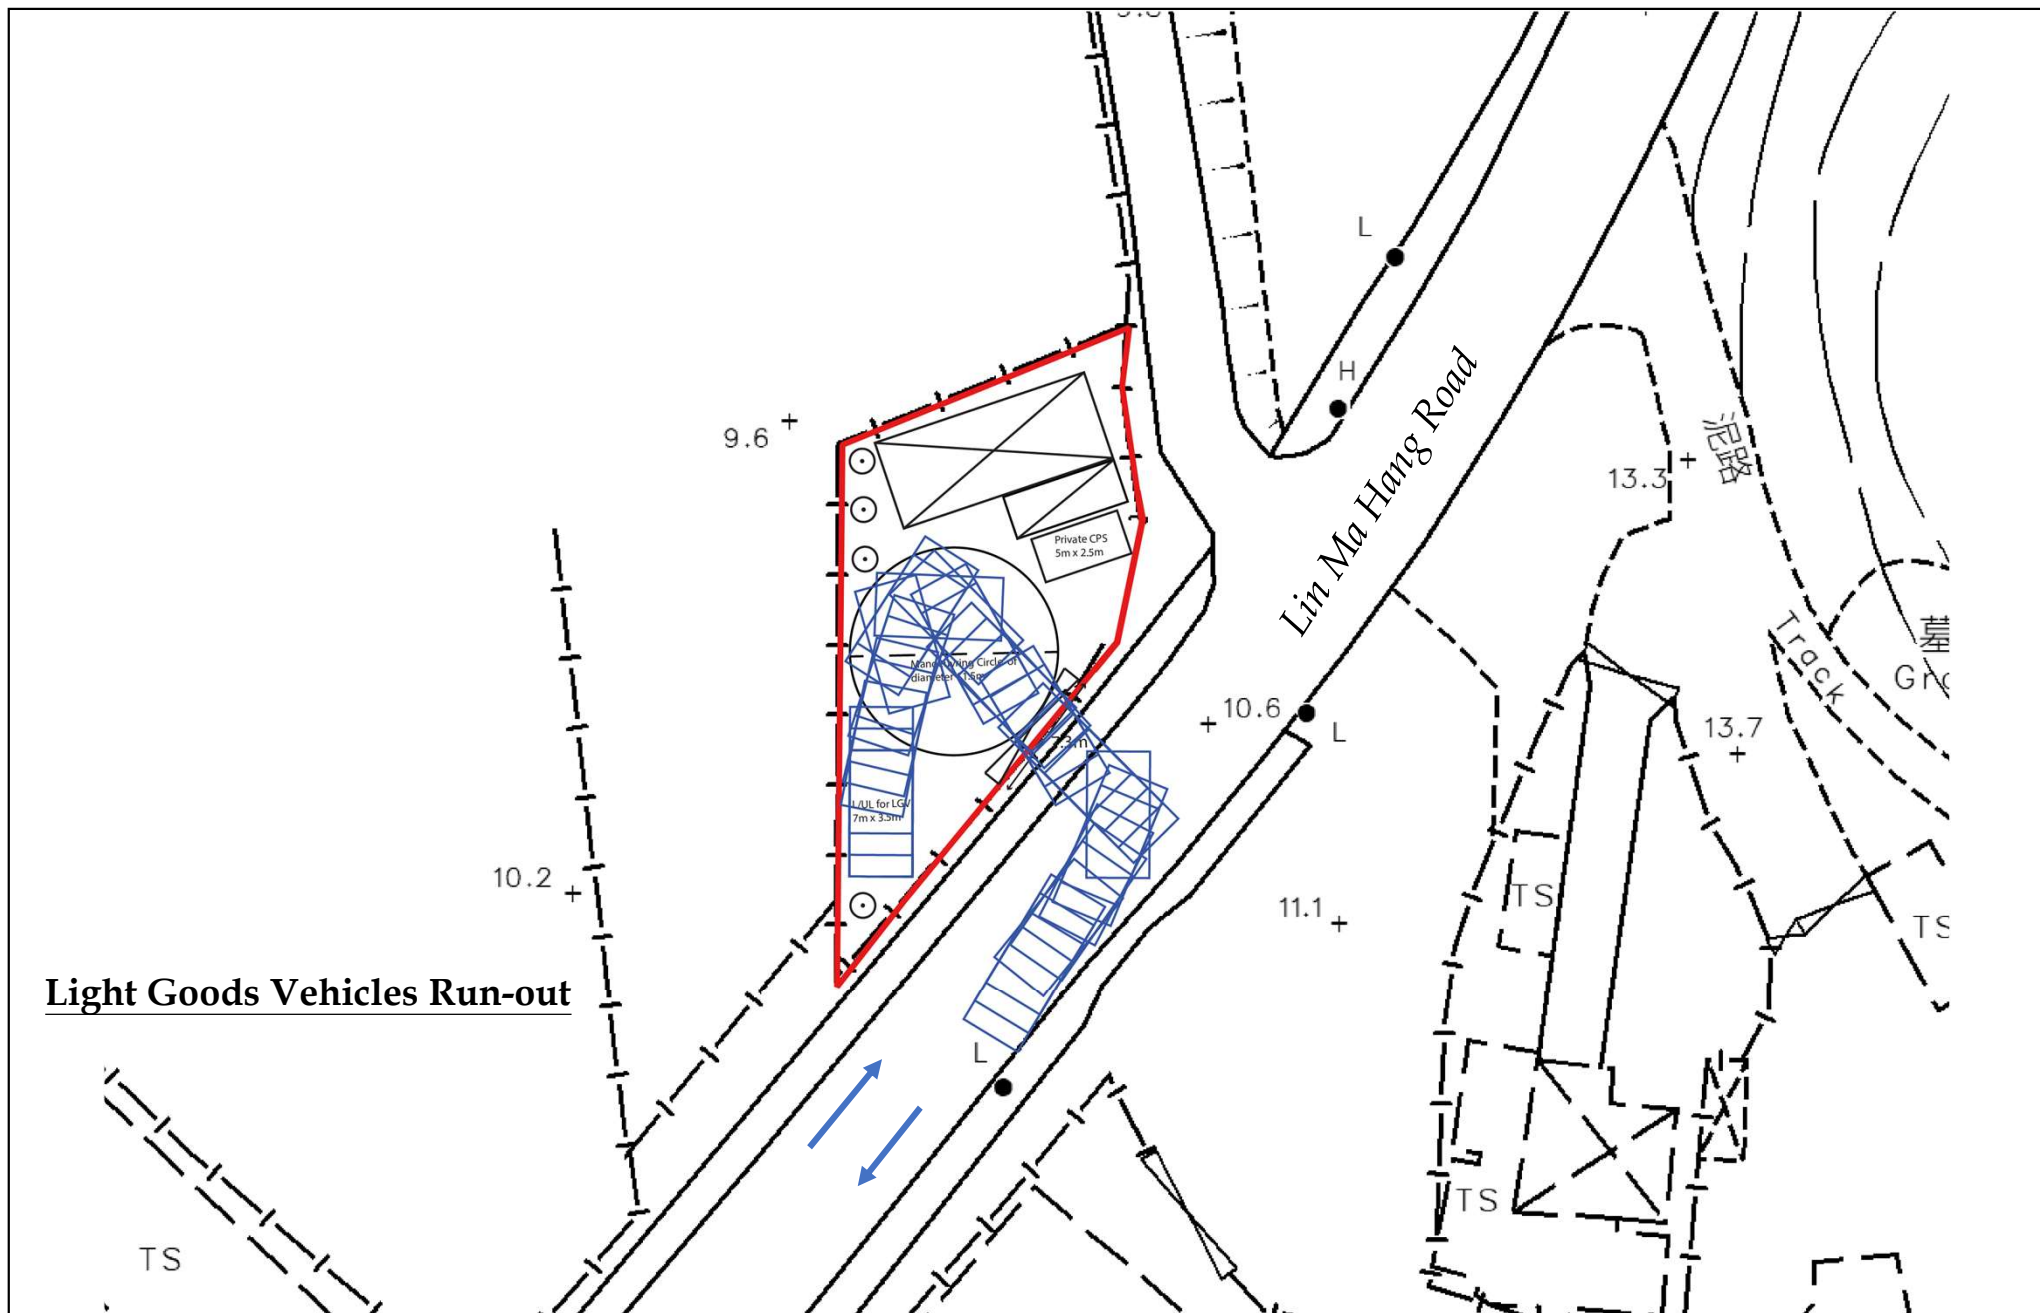 L
H
Lin Ma Hang Road
9.6
13.3
泥路
Private CPS
5m x 2.5m
Track
墓
10.6
L
13.7
L/UL for LGV
7m x 3.5m
10.2
11.1
TS
TS
Light Goods Vehicles Run-out
L
TS
TS